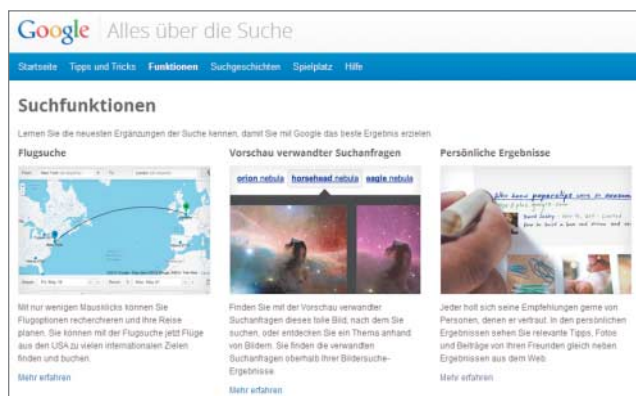 Google Alles über die Suche
Startseite Tipps und Tricks Funktionen Suchgeschichten Spielplatz Hilfe
Suchfunktionen
Lernen Sie die neuesten Ergänzungen der Suche kennen, damit Sie mit Google das beste Ergebnis erzielen
Flugsuche
Mit nur wenigen Mausklicks können Sie
Flugoptionen recherchieren und Ihre Reise
planen. Sie können mit der Flugsuche jetzt Flüge
aus den USA zu vielen internationalen Zielen
finden und buchen.
Mehr erfahren
Vorschau verwandter Suchanfragen
orion nebula horsehead nebula eagle nebula
Finden Sie mit der Vorschau verwandter
Suchanfragen dieses tolle Bild, nach dem Sie
suchen, oder entdecken Sie ein Thema anhand
von Bildern. Sie finden die verwandten
Suchanfragen oberhalb Ihrer Bildersuche-
Ergebnisse.
Mehr erfahren
Persönliche Ergebnisse
Jeder holt sich seine Empfehlungen gerne von
Personen, denen er vertraut. In den persönlichen
Ergebnissen sehen Sie relevante Tipps, Fotos
und Beiträge von Ihren Freunden gleich neben
Ergebnissen aus dem Web.
Mehr erfahren